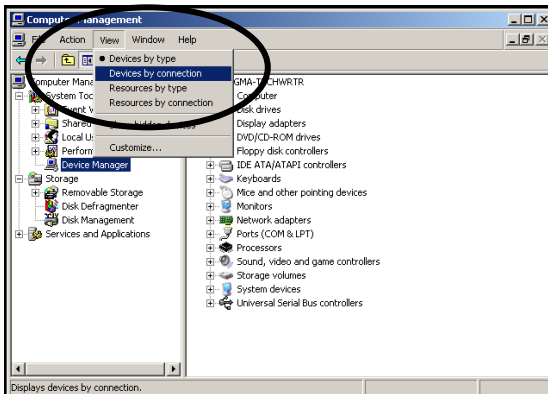 Computer Management
File Action View Window Help
Devices by type
Devices by connection
Resources by type
Resources by connection
Customize...
Computer Mana
System Too
Event V
Shared
Local Us
Perform
Device Manager
Storage
Removable Storage
Disk Defragmenter
Disk Management
Services and Applications
Computer
Disk drives
Display adapters
DVD/CD-ROM drives
Floppy disk controllers
IDE ATA/ATAPI controllers
Keyboards
Mice and other pointing devices
Monitors
Network adapters
Ports (COM & LPT)
Processors
Sound, video and game controllers
Storage volumes
System devices
Universal Serial Bus controllers
Displays devices by connection.